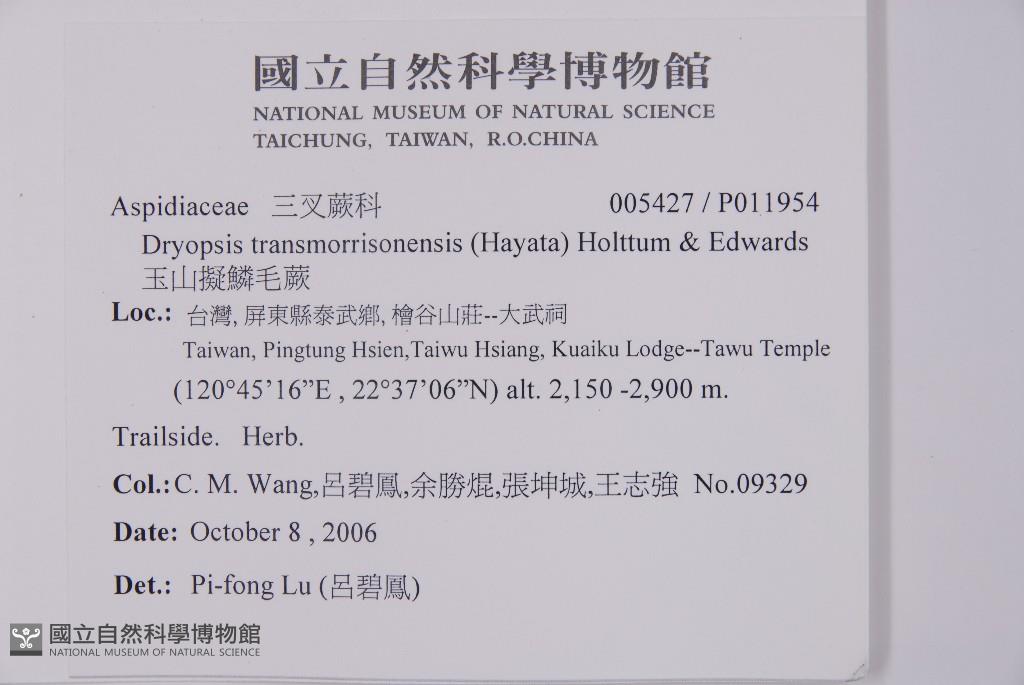 國立自然科學博物館
NATIONAL MUSEUM OF NATURAL SCIENCE
TAICHUNG, TAIWAN, R.O.CHINA
Aspidiaceae 三叉蕨科 005427 / P011954
Dryopsis transmorrisonensis (Hayata) Holttum & Edwards
玉山擬鱗毛蕨
Loc.: 台灣, 屏東縣泰武鄉, 檜谷山莊--大武祠
Taiwan, Pingtung Hsien,Taiwu Hsiang, Kuaiku Lodge--Tawu Temple
(120°45’16”E , 22°37’06”N) alt. 2,150 -2,900 m.
Trailside. Herb.
Col.:C. M. Wang,呂碧鳳,余勝焜,張坤城,王志強 No.09329
Date: October 8 , 2006
Det.: Pi-fong Lu (呂碧鳳)
國立自然科學博物館
NATIONAL MUSEUM OF NATURAL SCIENCE